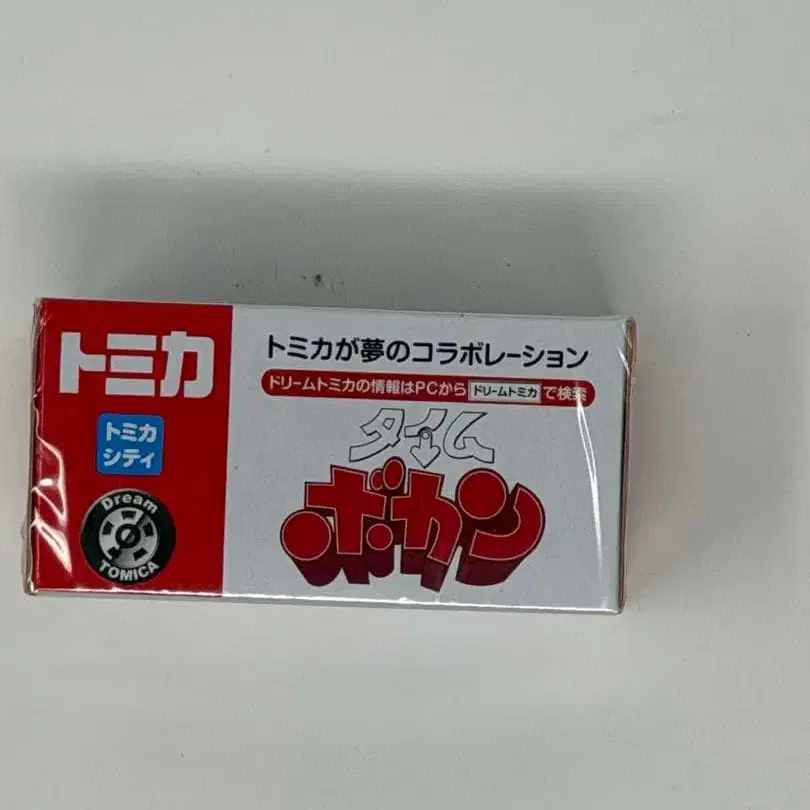 トミカ
トミカ
シティ
Dream
TOMICA
トミカが夢のコラボレーション
ドリームトミカの情報はPCから ドリームトミカ で検索
タイム
ボカン